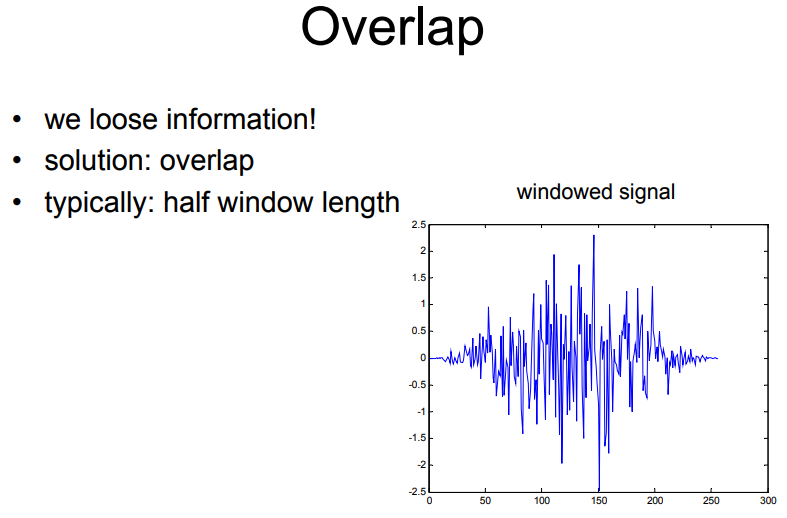 Overlap
• we loose information!
• solution: overlap
• typically: half window length
windowed signal
2.5
2
1.5
1
0.5
0
-0.5
-1
-1.5
-2
-2.5
0 50 100 150 200 250 300